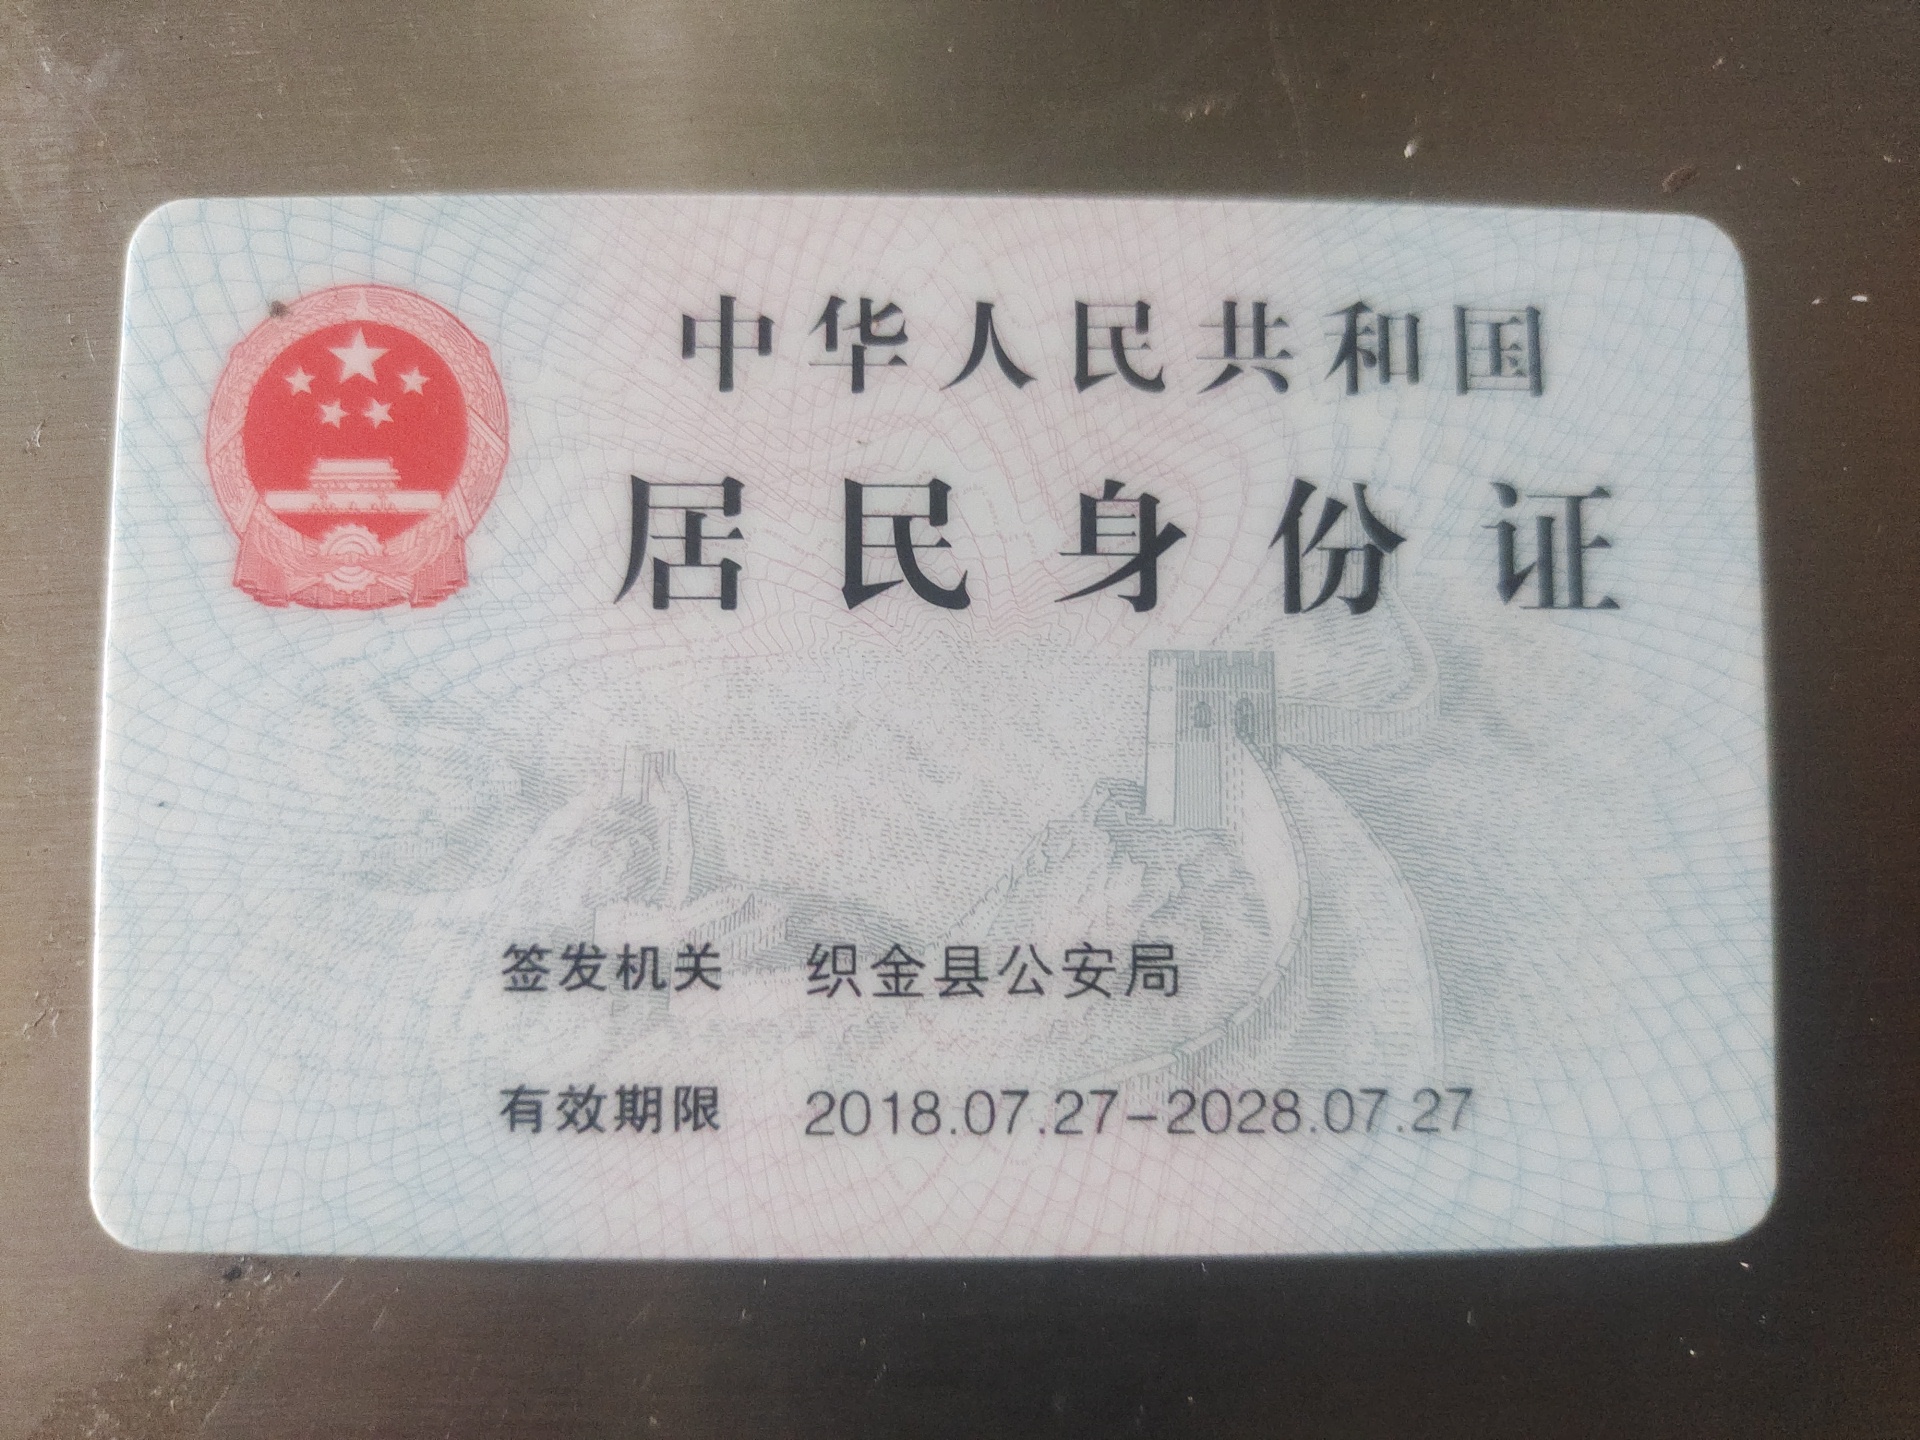 中华人民共和国
居民身份证
签发机关 织金县公安局
有效期限 2018.07.27-2028.07.27